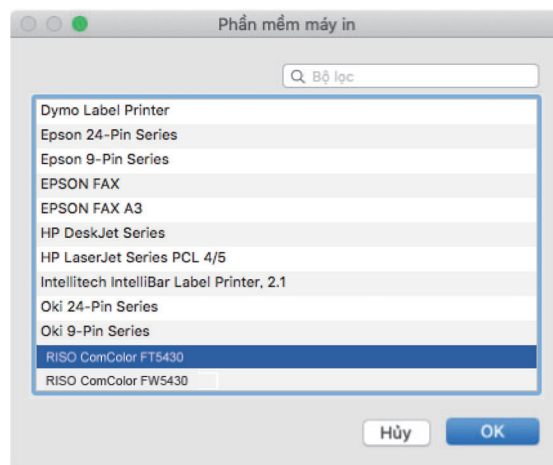 Phần mềm máy in
Bộ lọc
Dymo Label Printer
Epson 24-Pin Series
Epson 9-Pin Series
EPSON FAX
EPSON FAX A3
HP DeskJet Series
HP LaserJet Series PCL 4/5
Intellitech IntelliBar Label Printer, 2.1
Oki 24-Pin Series
Oki 9-Pin Series
RISO ComColor FT5430
RISO ComColor FW5430
Hủy OK